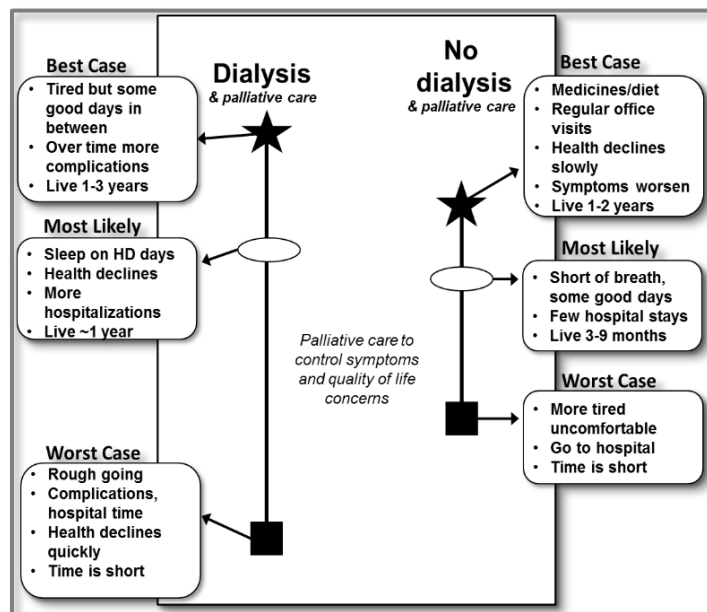 Best Case
• Tired but some
good days in
between
• Over time more
complications
• Live 1-3 years
Most Likely
• Sleep on HD days
• Health declines
• More
hospitalizations
• Live ~1 year
Worst Case
• Rough going
• Complications,
hospital time
• Health declines
quickly
• Time is short
Dialysis
& palliative care
No
dialysis
& palliative care
Palliative care to
control symptoms
and quality of life
concerns
Best Case
• Medicines/diet
• Regular office
visits
• Health declines
slowly
• Symptoms worsen
• Live 1-2 years
Most Likely
• Short of breath,
some good days
• Few hospital stays
• Live 3-9 months
Worst Case
• More tired
uncomfortable
• Go to hospital
• Time is short